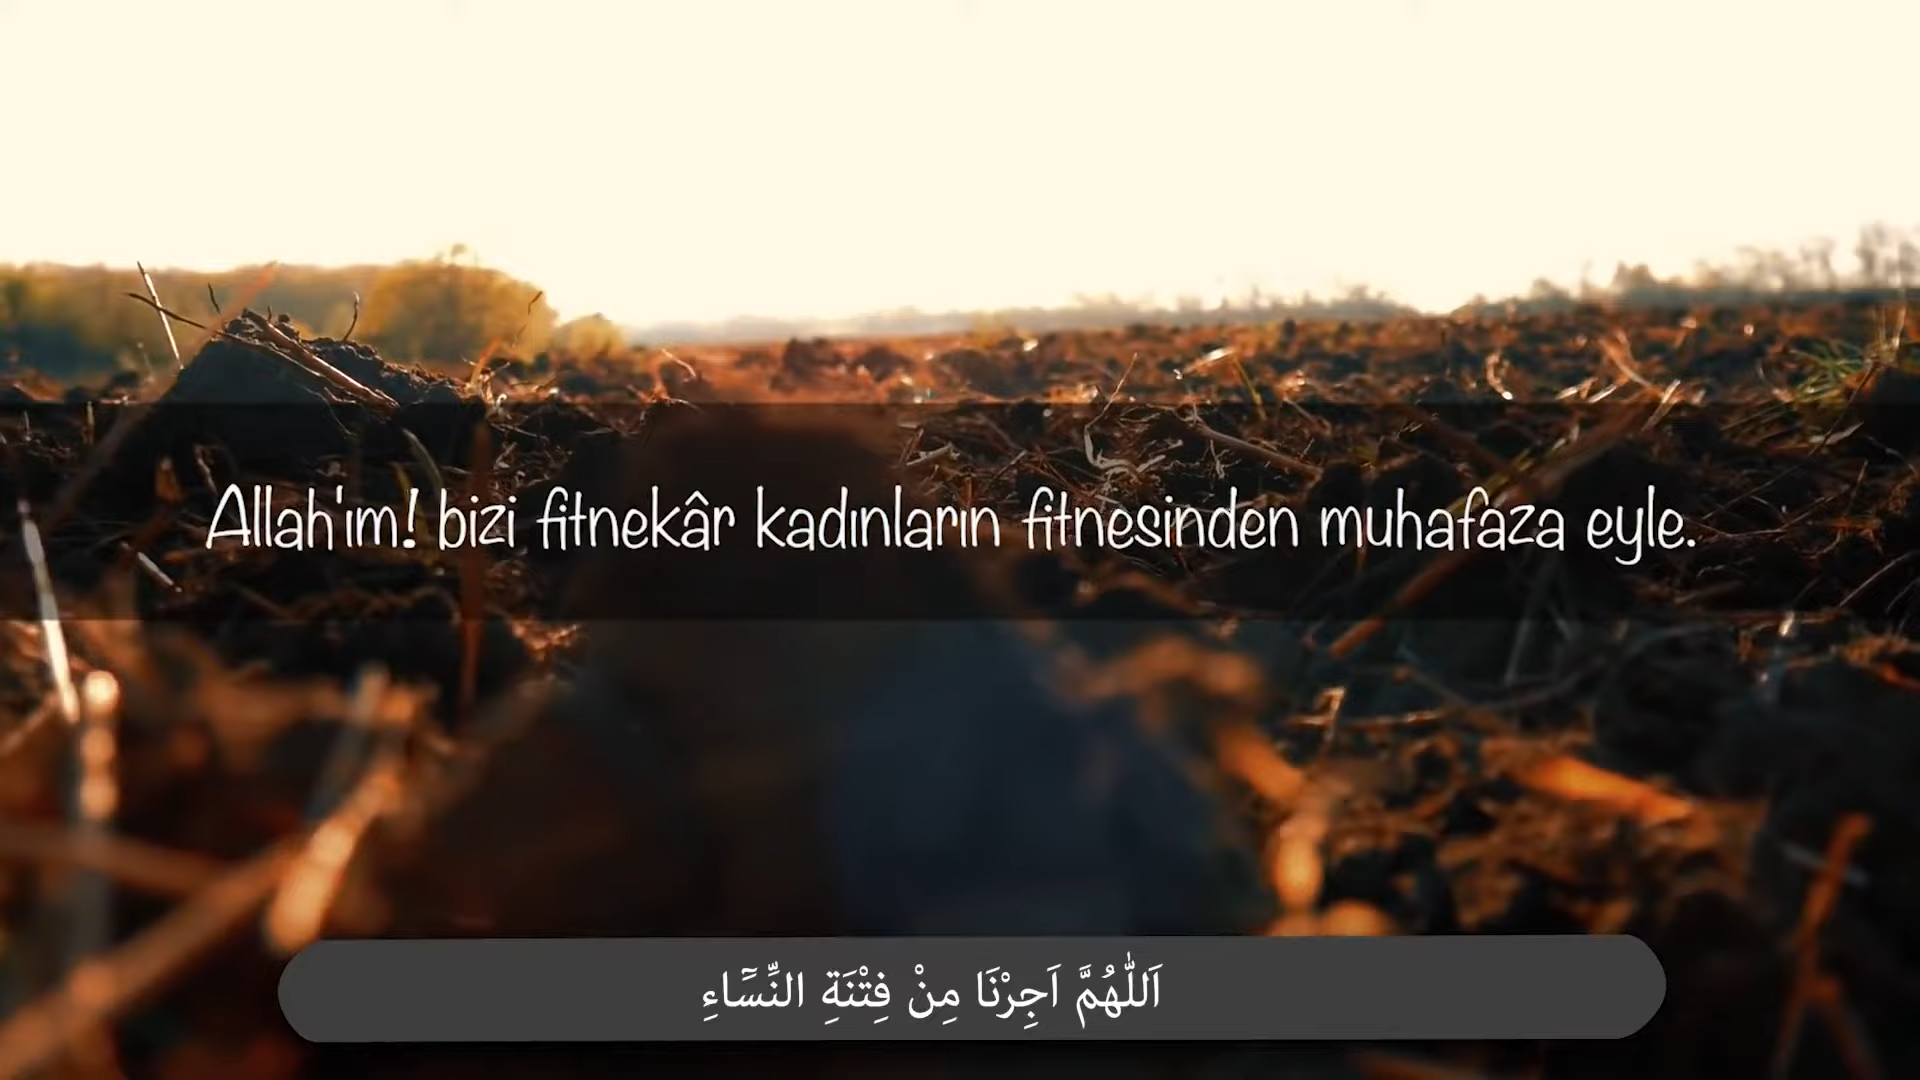 Allah'ım! bizi fitnekâr kadınların fitnesinden muhafaza eyle.
اَللّٰهُمَّ اَجِرْنَا مِنْ فِتْنَةِ النِّسَٓاءِ